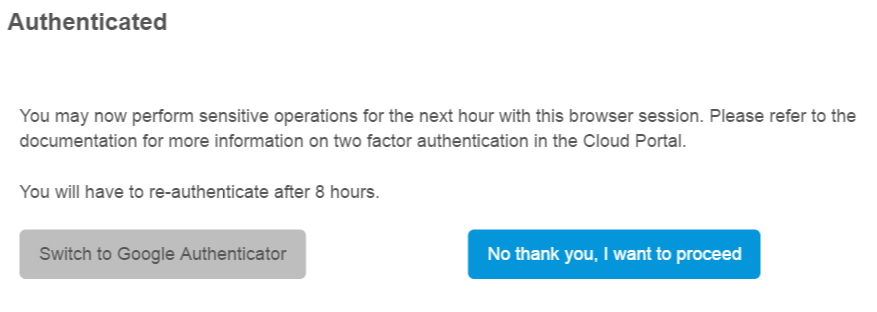 Authenticated
You may now perform sensitive operations for the next hour with this browser session. Please refer to the
documentation for more information on two factor authentication in the Cloud Portal.
You will have to re-authenticate after 8 hours.
Switch to Google Authenticator
No thank you, I want to proceed